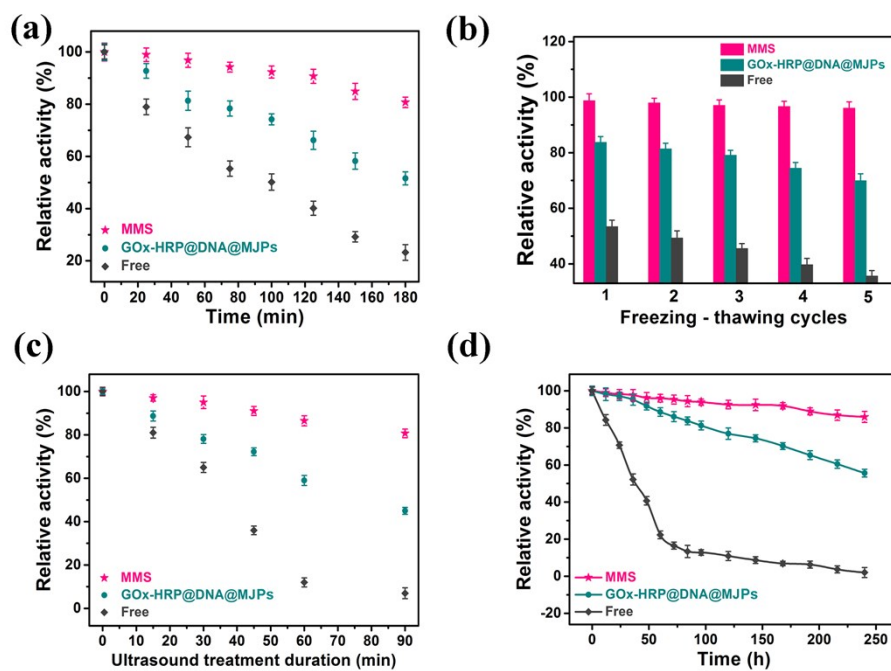 (a)
Relative activity (%)
100
80
60
40
20
MMS
GOx-HRP@DNA@MJPs
Free
0 20 40 60 80 100 120 140 160 180
Time (min)
(b)
Relative activity (%)
120
100
80
60
40
MMS
GOx-HRP@DNA@MJPs
Free
1 2 3 4 5
Freezing - thawing cycles
(c)
Relative activity (%)
100
80
60
40
20
0
MMS
GOx-HRP@DNA@MJPs
Free
0 10 20 30 40 50 60 70 80 90
Ultrasound treatment duration (min)
(d)
Relative activity (%)
100
80
60
40
20
0
-20
MMS
GOx-HRP@DNA@MJPs
Free
0 50 100 150 200 250
Time (h)